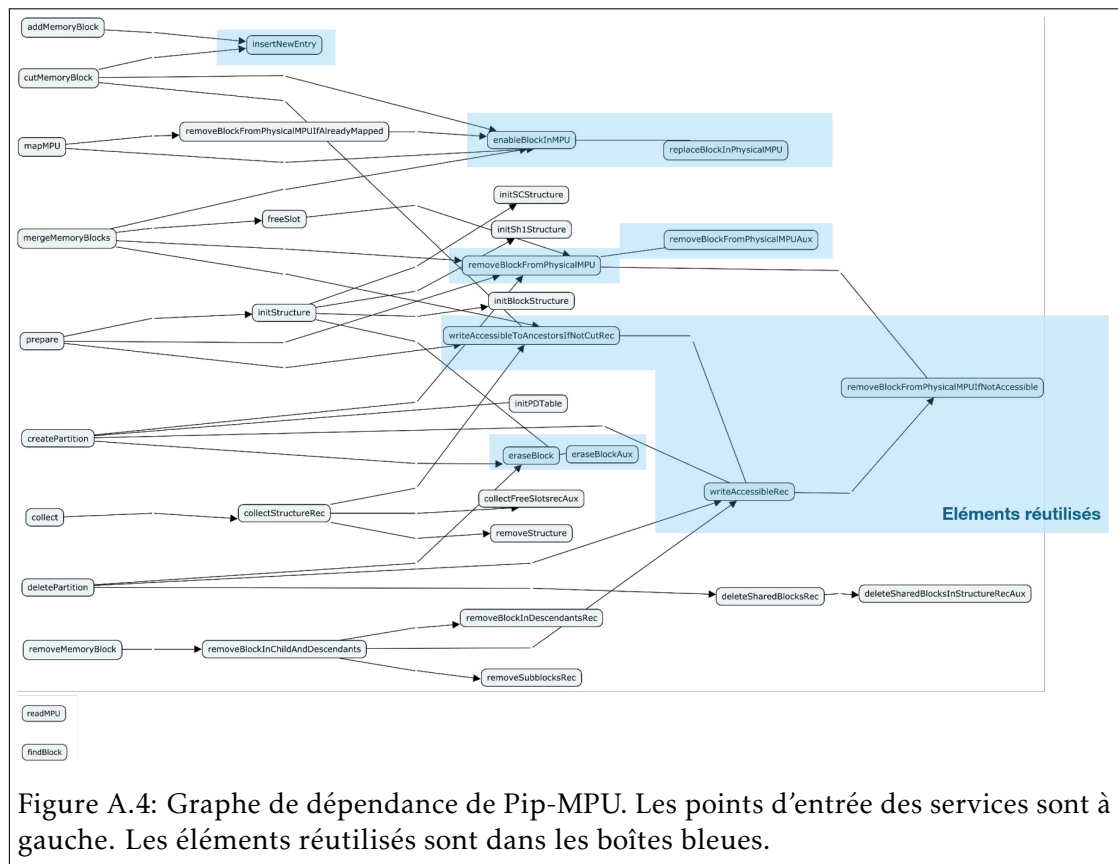 addMemoryBlock
insertNewEntry
cutMemoryBlock
removeBlockFromPhysicalMPUIfAlreadyMapped
enableBlockInMPU
mapMPU
replaceBlockInPhysicalMPU
initSCStructure
freeSlot
initSh1Structure
mergeMemoryBlocks
removeBlockFromPhysicalMPUAux
removeBlockFromPhysicalMPU
initBlockStructure
initStructure
writeAccessibleToAncestorsIfNotCutRec
prepare
removeBlockFromPhysicalMPUIfNotAccessible
initPDTable
createPartition
eraseBlock
eraseBlockAux
writeAccessibleRec
collectFreeSlotsrecAux
collectStructureRec
collect
Eléments réutilisés
removeStructure
deletePartition
deleteSharedBlocksRec
deleteSharedBlocksInStructureRecAux
removeBlockInDescendantsRec
removeMemoryBlock
removeBlockInChildAndDescendants
removeSubblocksRec
readMPU
findBlock
Figure A.4: Graphe de dépendance de Pip-MPU. Les points d'entrée des services sont à
gauche. Les éléments réutilisés sont dans les boîtes bleues.